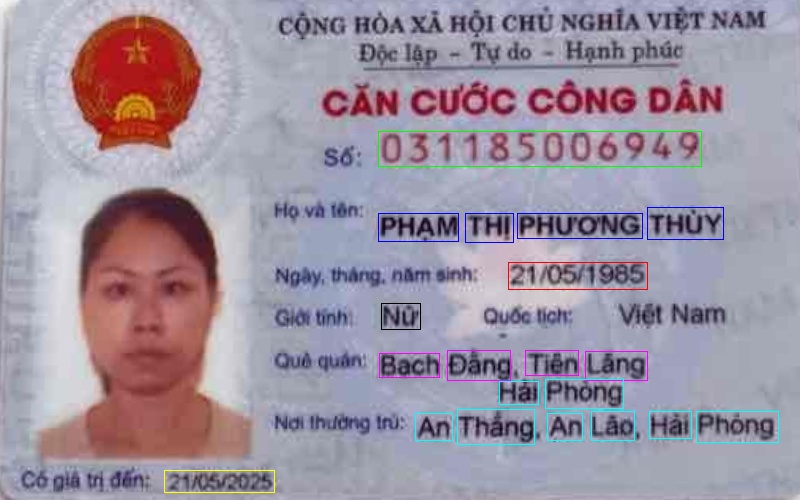 CỘNG HÒA XÃ HỘI CHỦ NGHĨA VIỆT NAM
Độc lập - Tự do - Hạnh phúc
CĂN CƯỚC CÔNG DÂN
Số: 031185006949
Họ và tên: PHẠM THỊ PHƯƠNG THÙY
Ngày, tháng, năm sinh: 21/05/1985
Giới tính: Nữ Quốc tịch: Việt Nam
Quê quán: Bạch Đằng, Tiên Lãng
Hải Phòng
Nơi thường trú: An Thắng, An Lão, Hải Phòng
Có giá trị đến: 21/05/2025